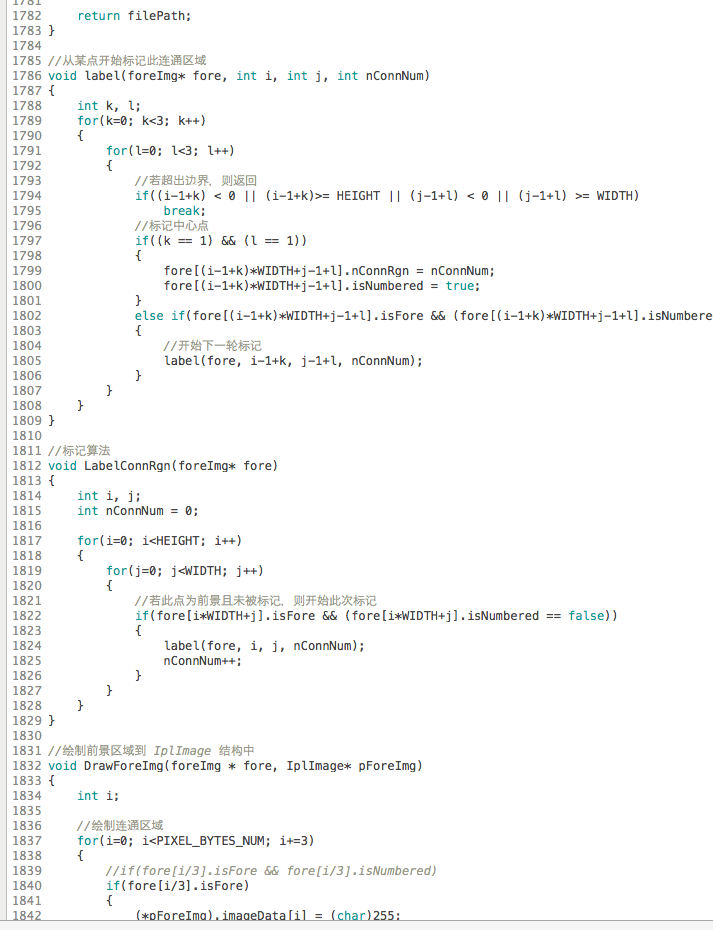 1781
1782 return filePath;
1783 }
1784
1785 //从某点开始标记此连通区域
1786 void label(foreImg* fore, int i, int j, int nConnNum)
1787 {
1788 int k, l;
1789 for(k=0; k<3; k++)
1790 {
1791 for(l=0; l<3; l++)
1792 {
1793 //若超出边界，则返回
1794 if((i-1+k) < 0 || (i-1+k)>= HEIGHT || (j-1+l) < 0 || (j-1+l) >= WIDTH)
1795 break;
1796 //标记中心点
1797 if((k == 1) && (l == 1))
1798 {
1799 fore[(i-1+k)*WIDTH+j-1+l].nConnRgn = nConnNum;
1800 fore[(i-1+k)*WIDTH+j-1+l].isNumbered = true;
1801 }
1802 else if(fore[(i-1+k)*WIDTH+j-1+l].isFore && (fore[(i-1+k)*WIDTH+j-1+l].isNumbere
1803 {
1804 //开始下一轮标记
1805 label(fore, i-1+k, j-1+l, nConnNum);
1806 }
1807 }
1808 }
1809 }
1810
1811 //标记算法
1812 void LabelConnRgn(foreImg* fore)
1813 {
1814 int i, j;
1815 int nConnNum = 0;
1816
1817 for(i=0; i<HEIGHT; i++)
1818 {
1819 for(j=0; j<WIDTH; j++)
1820 {
1821 //若此点为前景且未被标记，则开始此次标记
1822 if(fore[i*WIDTH+j].isFore && (fore[i*WIDTH+j].isNumbered == false))
1823 {
1824 label(fore, i, j, nConnNum);
1825 nConnNum++;
1826 }
1827 }
1828 }
1829 }
1830
1831 //绘制前景区域到 IplImage 结构中
1832 void DrawForeImg(foreImg * fore, IplImage* pForeImg)
1833 {
1834 int i;
1835
1836 //绘制连通区域
1837 for(i=0; i<PIXEL_BYTES_NUM; i+=3)
1838 {
1839 //if(fore[i/3].isFore && fore[i/3].isNumbered)
1840 if(fore[i/3].isFore)
1841 {
1842 (*pForeImg).imageData[i] = (char)255;